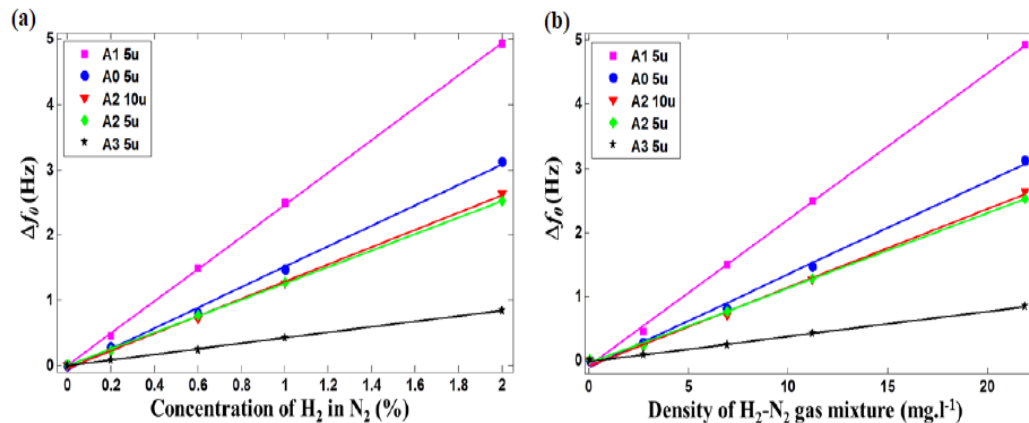 (a)
5
4
3
2
1
0
Δf₀ (Hz)
A1 5u
A0 5u
A2 10u
A2 5u
A3 5u
0 0.2 0.4 0.6 0.8 1 1.2 1.4 1.6 1.8 2
Concentration of H₂ in N₂ (%)
(b)
5
4
3
2
1
0
Δf₀ (Hz)
A1 5u
A0 5u
A2 10u
A2 5u
A3 5u
0 5 10 15 20
Density of H₂-N₂ gas mixture (mg.l⁻¹)